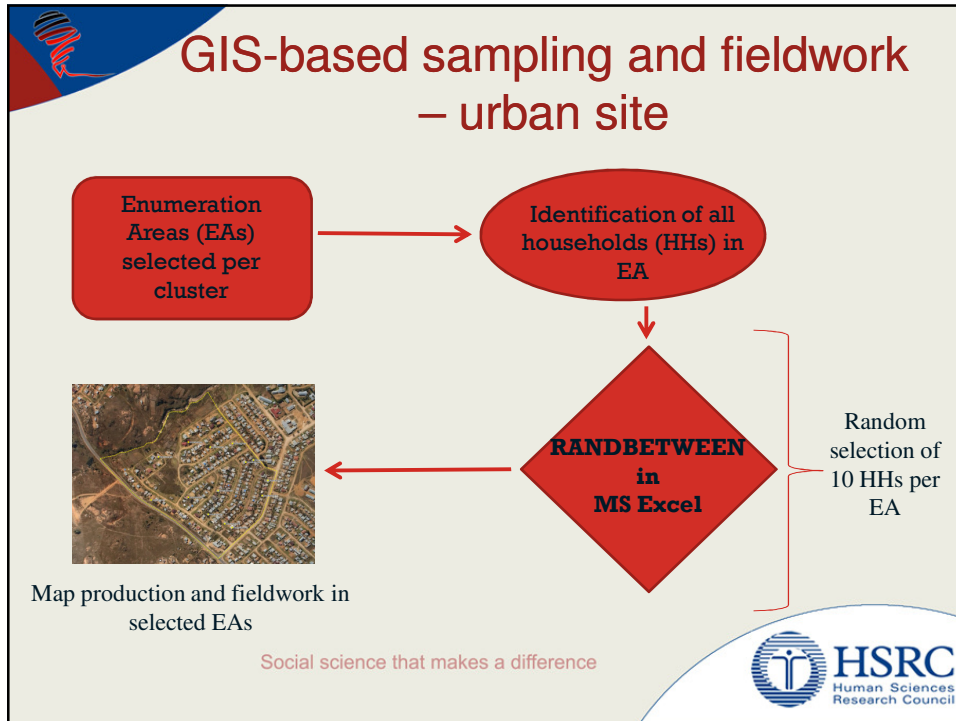 GIS-based sampling and fieldwork
– urban site
Enumeration
Areas (EAs)
selected per
cluster
Identification of all
households (HHs) in
EA
RANDBETWEEN
in
MS Excel
Random
selection of
10 HHs per
EA
Map production and fieldwork in
selected EAs
Social science that makes a difference
HSRC
Human Sciences
Research Council